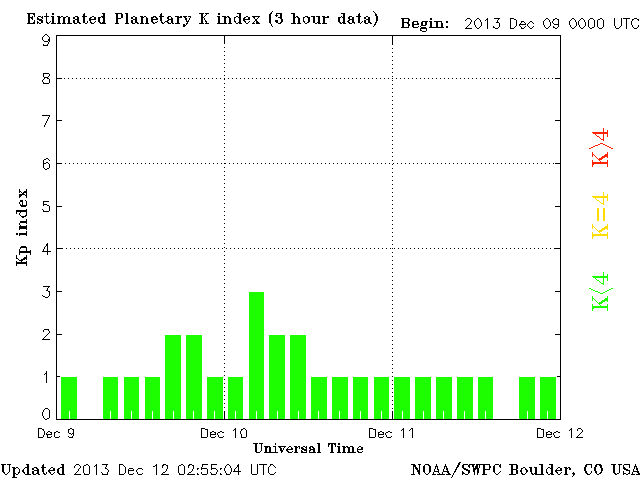 Estimated Planetary K index (3 hour data) Begin: 2013 Dec 09 0000 UTC
9
8
7
6
5
4
3
2
1
0
Kp index
K>4
K=4
K<4
Dec 9 Dec 10 Dec 11 Dec 12
Universal Time
Updated 2013 Dec 12 02:55:04 UTC NOAA/SWPC Boulder, CO USA